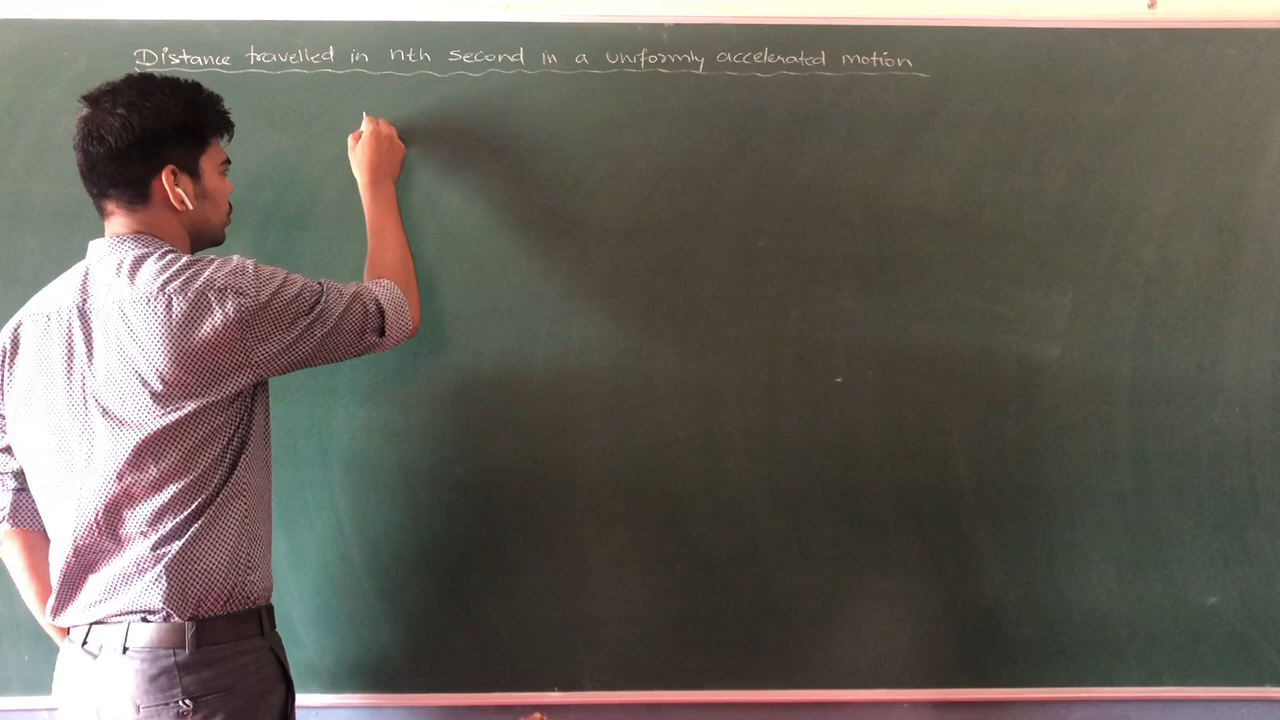 Distance travelled in nth second in a uniformly accelerated motion